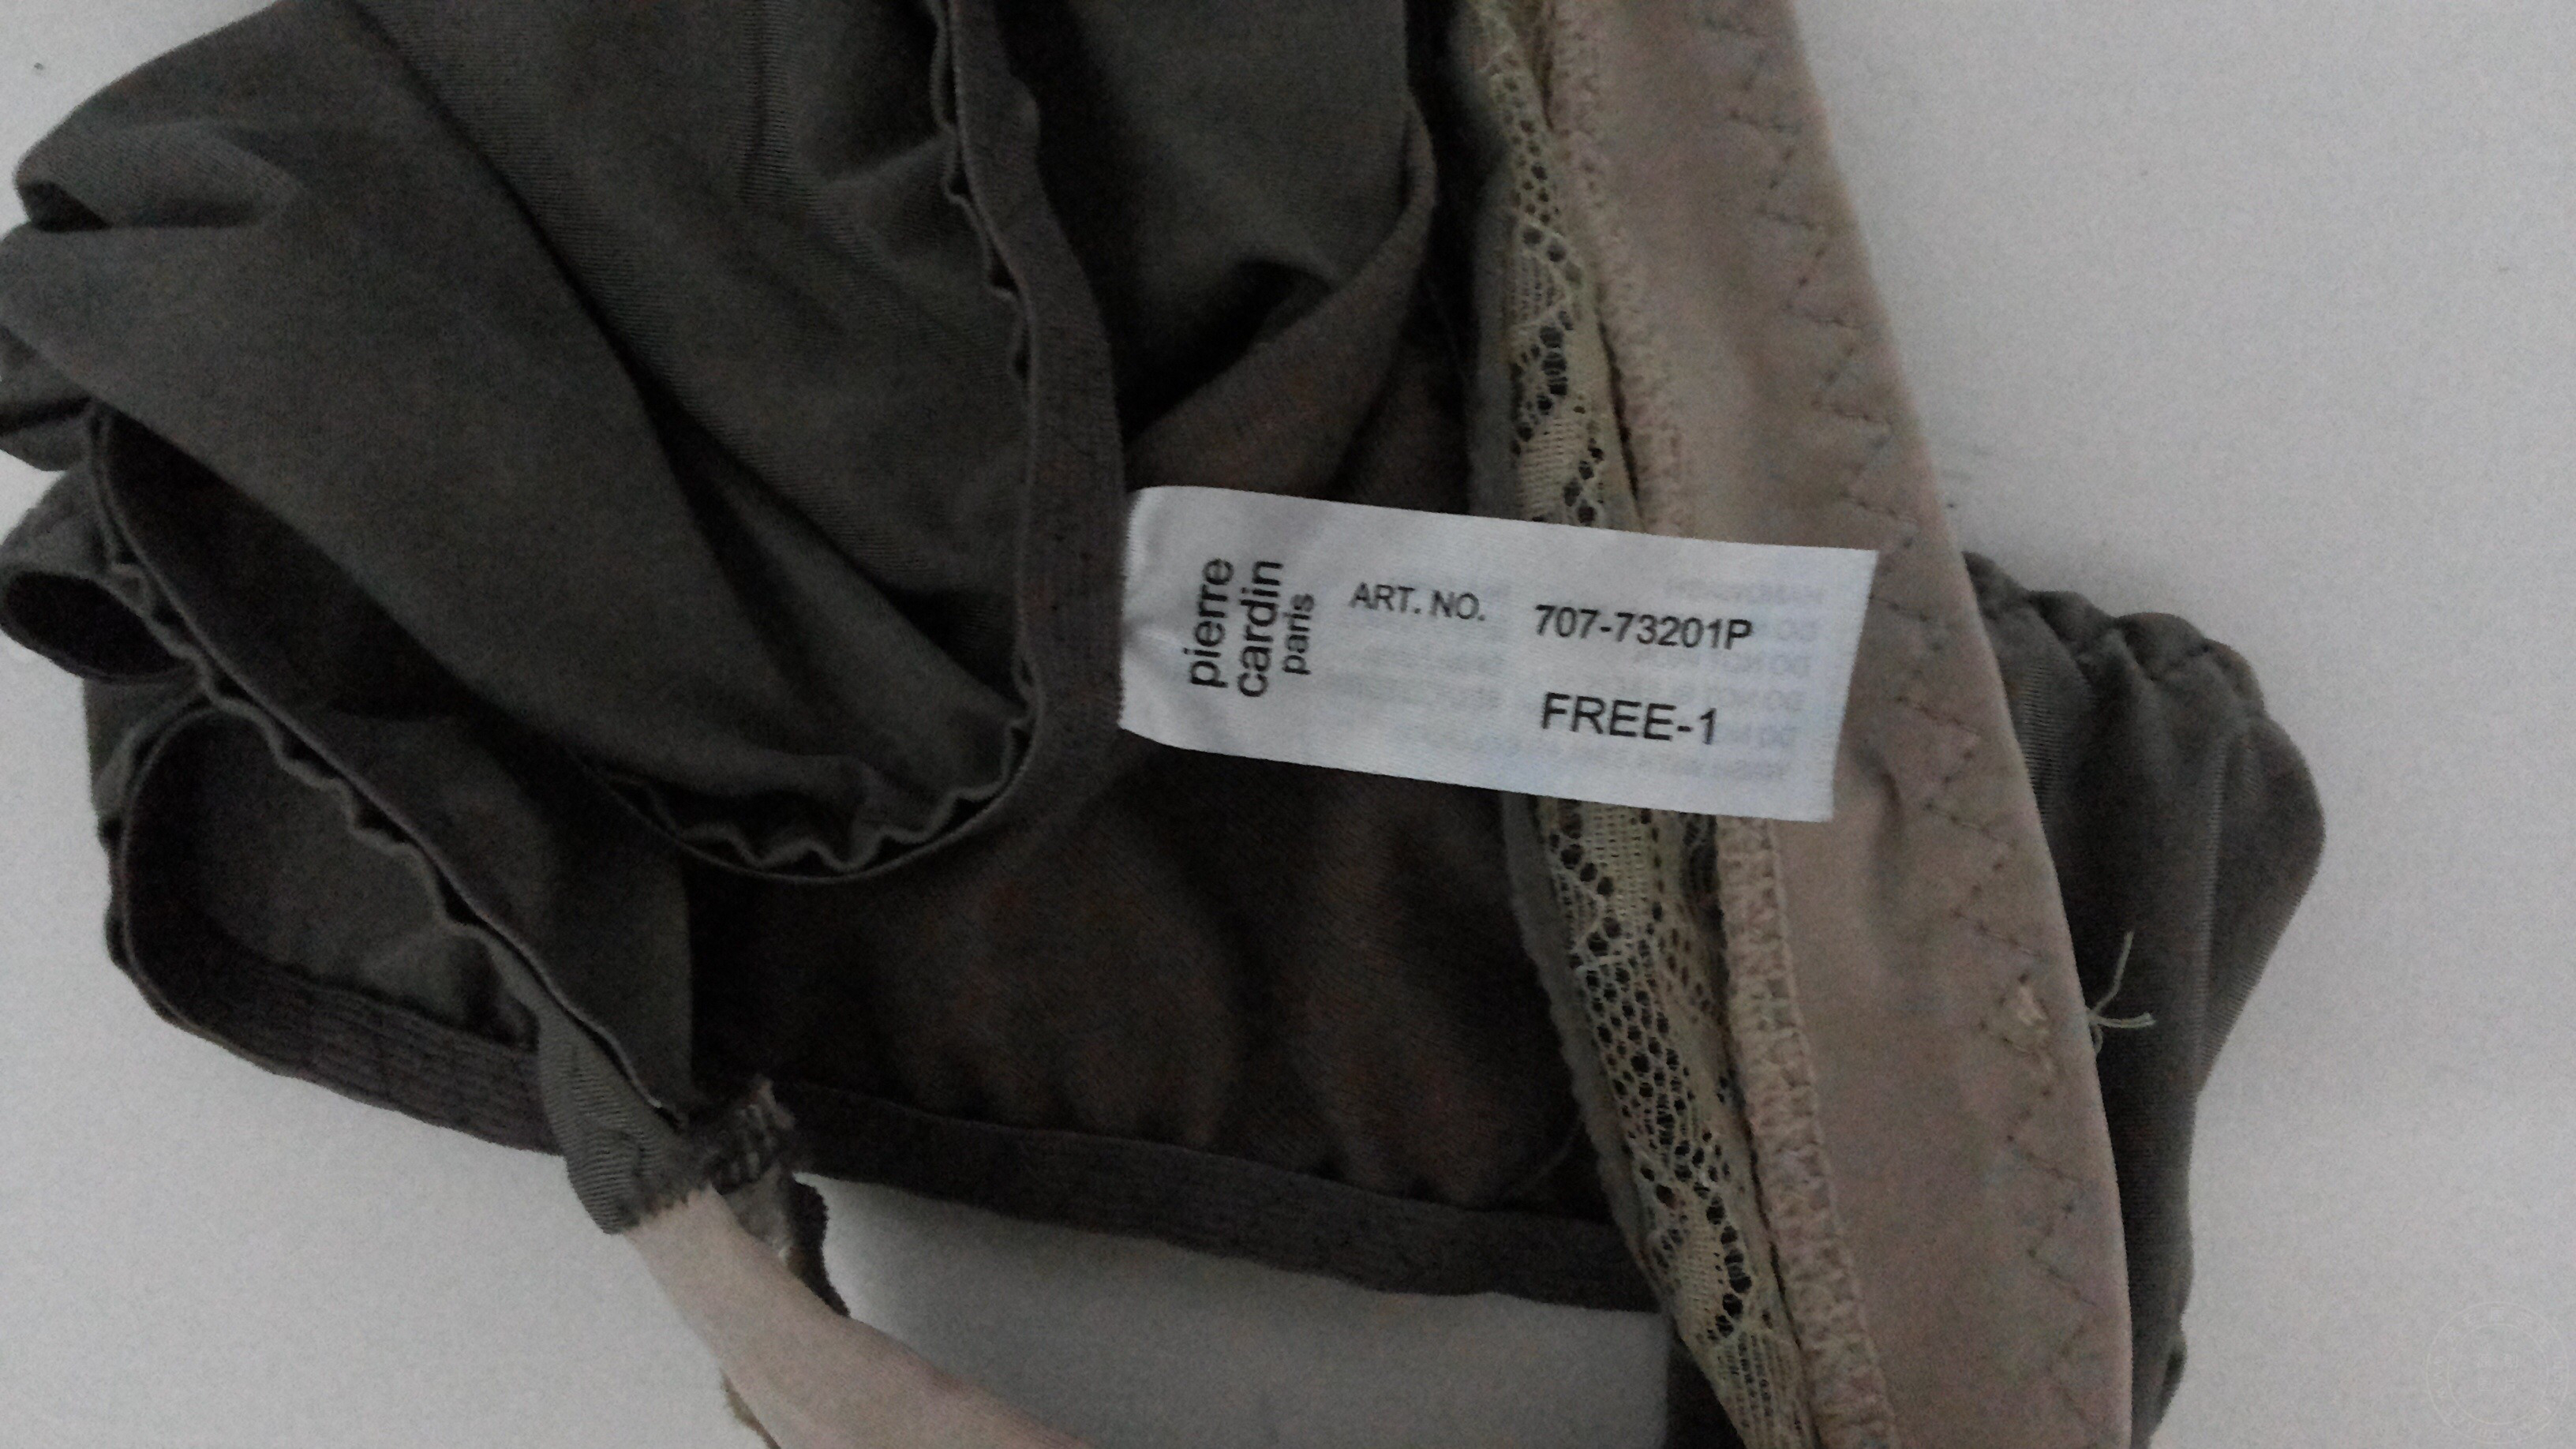 pierre
cardin
paris
ART. NO. 707-73201P
FREE-1